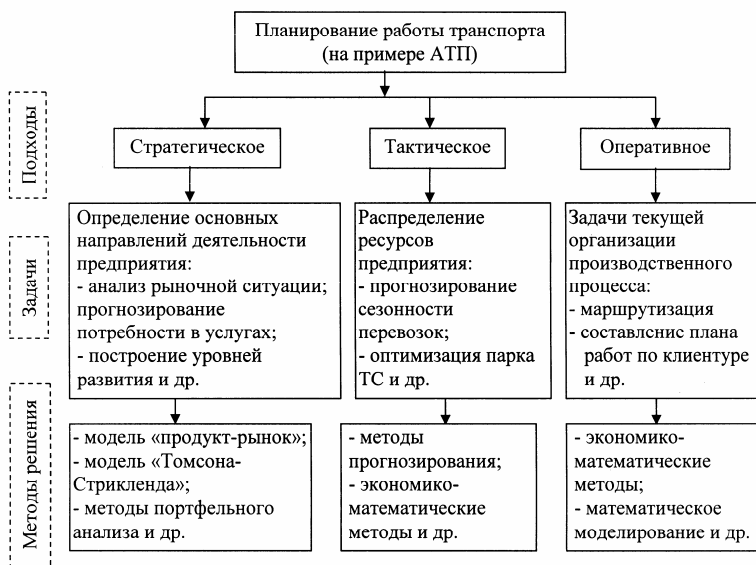 Планирование работы транспорта
(на примере АТП)
Подходы
Стратегическое
Тактическое
Оперативное
Задачи
Определение основных
направлений деятельности
предприятия:
- анализ рыночной ситуации;
прогнозирование
потребности в услугах;
- построение уровней
развития и др.
Распределение
ресурсов
предприятия:
- прогнозирование
сезонности
перевозок;
- оптимизация парка
ТС и др.
Задачи текущей
организации
производственного
процесса:
- маршрутизация
- составление плана
работ по клиентуре
и др.
Методы решения
- модель «продукт-рынок»;
- модель «Томсона-
Стрикленда»;
- методы портфельного
анализа и др.
- методы
прогнозирования;
- экономико-
математические
методы и др.
- экономико-
математические
методы;
- математическое
моделирование и др.